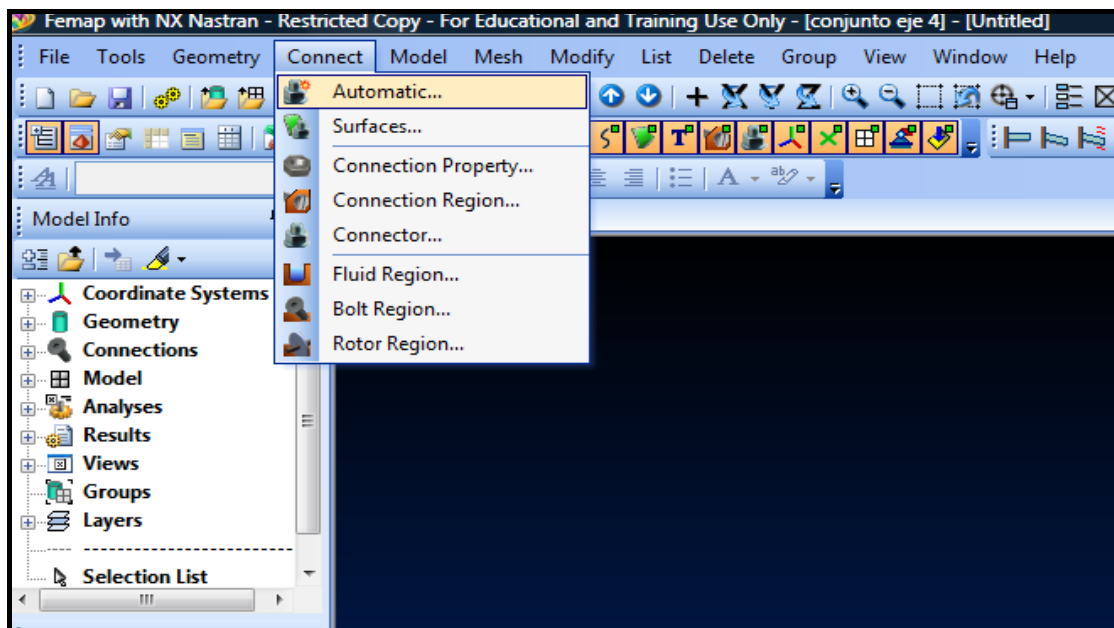 Femap with NX Nastran - Restricted Copy - For Educational and Training Use Only - [conjunto eje 4] - [Untitled]
File Tools Geometry Connect Model Mesh Modify List Delete Group View Window Help
Automatic...
Surfaces...
Connection Property...
Connection Region...
Connector...
Fluid Region...
Bolt Region...
Rotor Region...
Model Info
Coordinate Systems
Geometry
Connections
Model
Analyses
Results
Views
Groups
Layers
Selection List